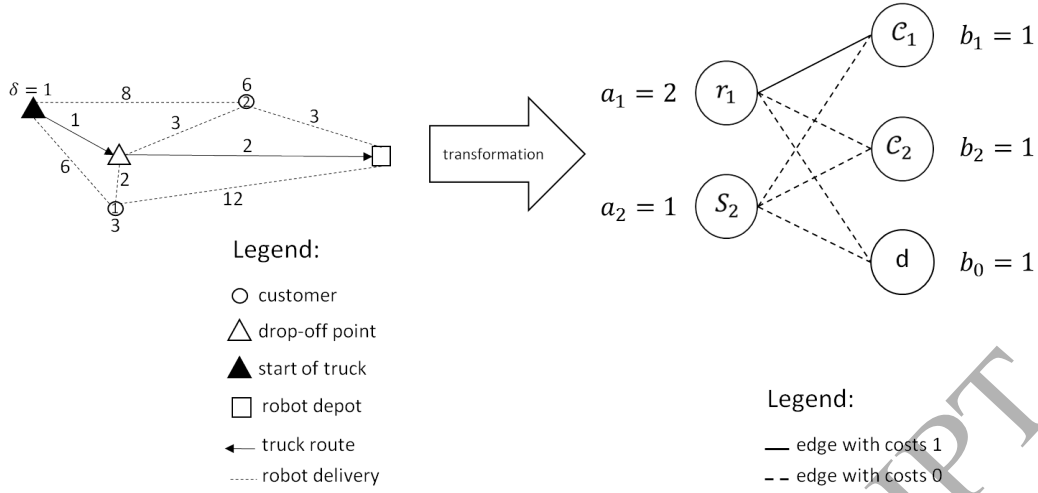 δ = 1
8
6
2
1
3
3
2
6
2
12
1
3
Legend:
customer
drop-off point
start of truck
robot depot
truck route
robot delivery
transformation
a₁ = 2
r₁
a₂ = 1
S₂
𝒞₁
b₁ = 1
𝒞₂
b₂ = 1
d
b₀ = 1
Legend:
edge with costs 1
edge with costs 0
IPT